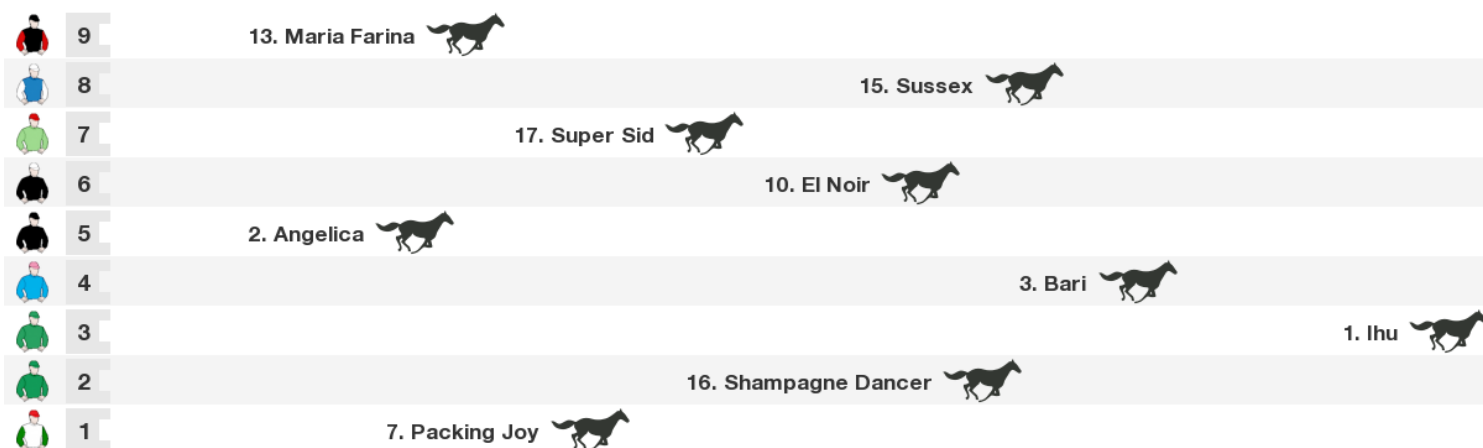 9 13. Maria Farina
8 15. Sussex
7 17. Super Sid
6 10. El Noir
5 2. Angelica
4 3. Bari
3 1. Ihu
2 16. Shampagne Dancer
1 7. Packing Joy